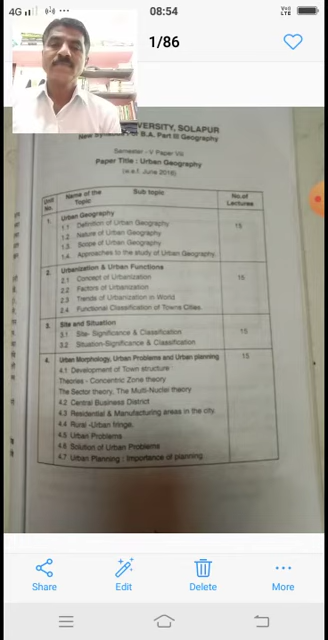 4G
08:54
VoLTE
1/86
VERSITY, SOLAPUR
New Syllabus of B.A. Part III Geography
Semester - V Paper VII
Paper Title : Urban Geography
(w.e.f. June 2018)
Unit No. Name of the Topic Sub topic No.of Lectures
1. Urban Geography 15
1.1 Definition of Urban Geography
1.2. Nature of Urban Geography
1.3. Scope of Urban Geography
1.4. Approaches to the study of Urban Geography
2. Urbanization & Urban Functions 15
2.1 Concept of Urbanization
2.2 Factors of Urbanization
2.3 Trends of Urbanization in World
2.4 Functional Classification of Towns Cities
3. Site and Situation 15
3.1 Site- Significance & Classification
3.2 Situation-Significance & Classification
4. Urban Morphology, Urban Problems and Urban planning 15
4.1 Development of Town structure
Theories - Concentric Zone theory
The Sector theory, The Multi-Nuclei theory
4.2 Central Business District
4.3 Residential & Manufacturing areas in the city.
4.4 Rural -Urban fringe.
4.5 Urban Problems
4.6 Solution of Urban Problems
4.7 Urban Planning : Importance of planning
Share Edit Delete More